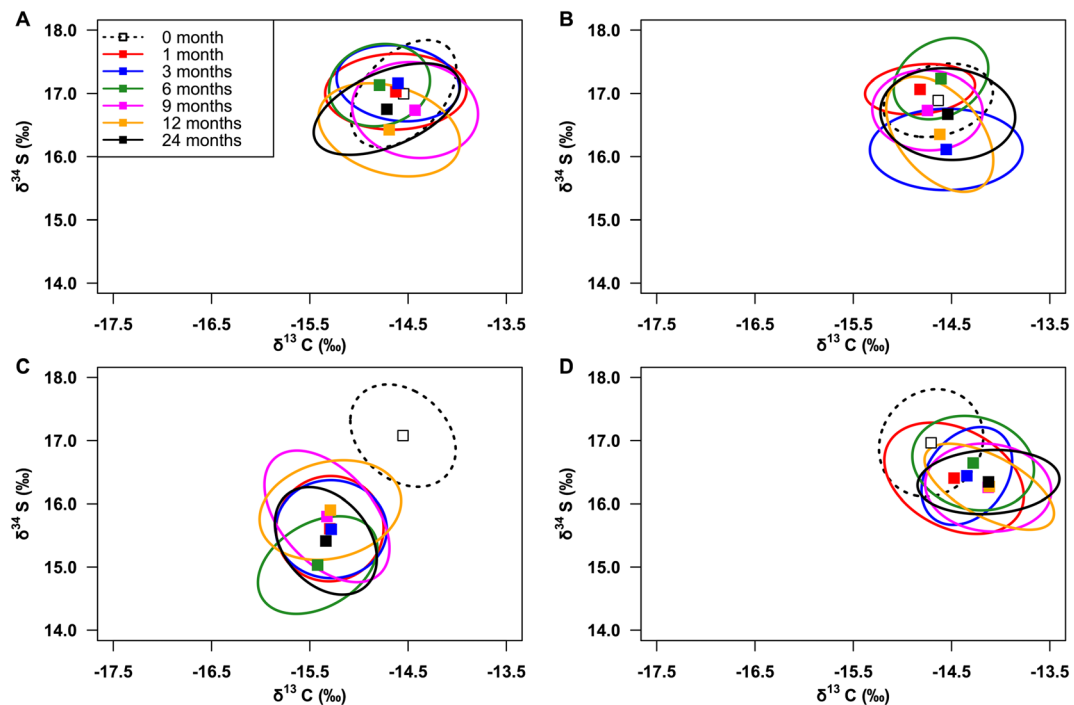 A
18.0
17.0
16.0
15.0
14.0
δ34 S (‰)
0 month
1 month
3 months
6 months
9 months
12 months
24 months
-17.5 -16.5 -15.5 -14.5 -13.5
δ13 C (‰)
B
18.0
17.0
16.0
15.0
14.0
δ34 S (‰)
-17.5 -16.5 -15.5 -14.5 -13.5
δ13 C (‰)
C
18.0
17.0
16.0
15.0
14.0
δ34 S (‰)
-17.5 -16.5 -15.5 -14.5 -13.5
δ13 C (‰)
D
18.0
17.0
16.0
15.0
14.0
δ34 S (‰)
-17.5 -16.5 -15.5 -14.5 -13.5
δ13 C (‰)